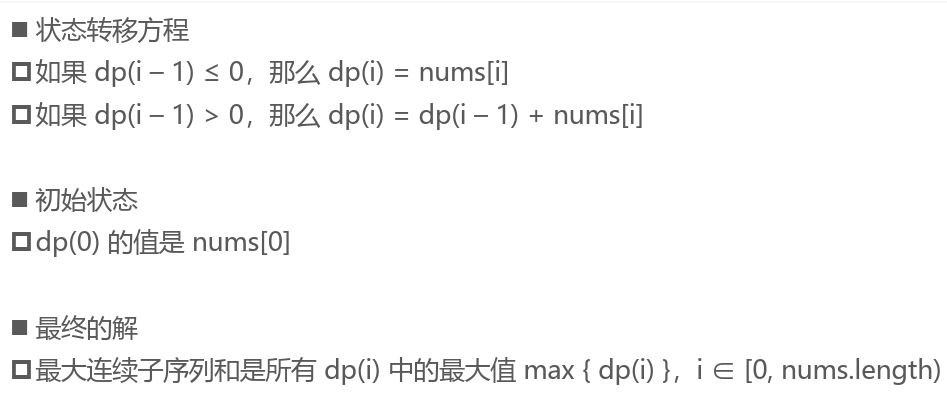 ■ 状态转移方程
□如果 dp(i – 1) ≤ 0，那么 dp(i) = nums[i]
□如果 dp(i – 1) > 0，那么 dp(i) = dp(i – 1) + nums[i]
■ 初始状态
□dp(0) 的值是 nums[0]
■ 最终的解
□最大连续子序列和是所有 dp(i) 中的最大值 max { dp(i) }，i ∈ [0, nums.length)